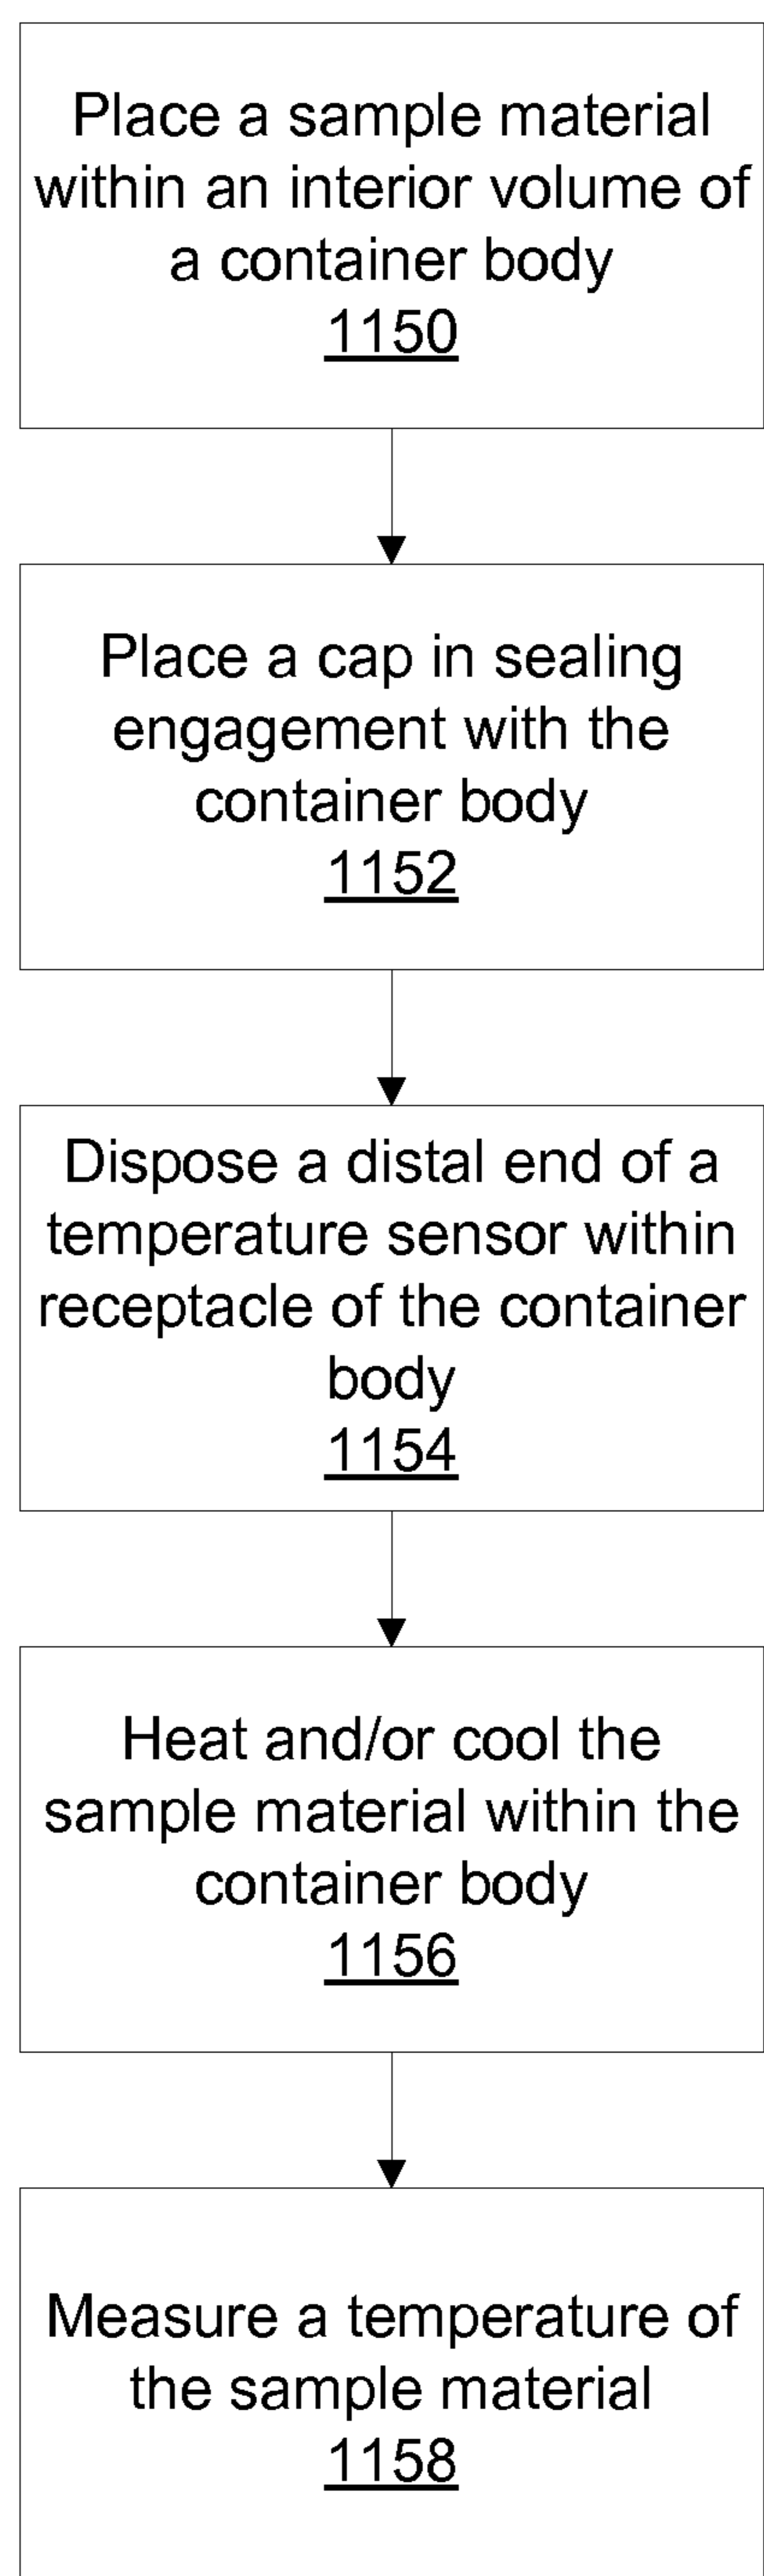 Place a sample material
within an interior volume of
a container body
1150
Place a cap in sealing
engagement with the
container body
1152
Dispose a distal end of a
temperature sensor within
receptacle of the container
body
1154
Heat and/or cool the
sample material within the
container body
1156
Measure a temperature of
the sample material
1158